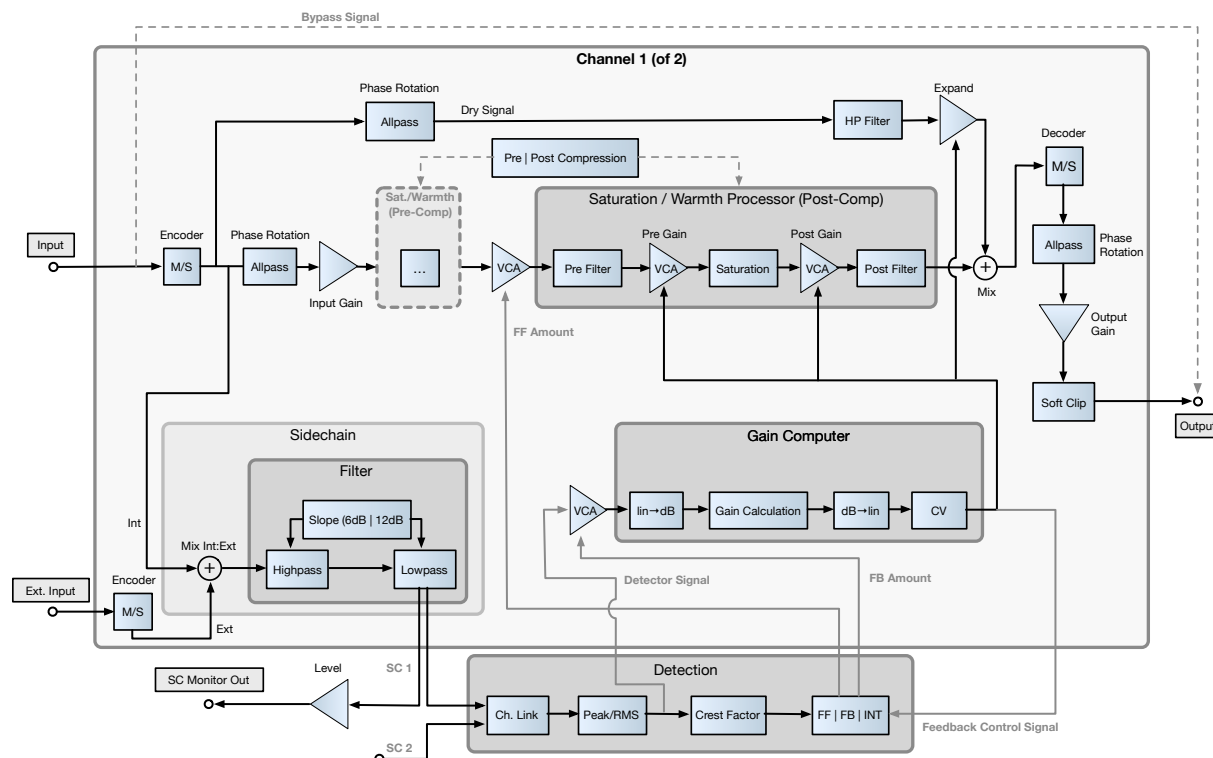 Bypass Signal
Channel 1 (of 2)
Phase Rotation
Allpass
Dry Signal
HP Filter
Expand
Decoder
M/S
Pre | Post Compression
Sat./Warmth
(Pre-Comp)
...
Saturation / Warmth Processor (Post-Comp)
Input
Encoder
M/S
Phase Rotation
Allpass
Input Gain
VCA
Pre Filter
Pre Gain
VCA
Saturation
Post Gain
VCA
Post Filter
Mix
Allpass
Phase
Rotation
Output
Gain
Soft Clip
Output
FF Amount
Sidechain
Filter
Slope (6dB | 12dB
Int
Mix Int:Ext
Highpass
Lowpass
Gain Computer
VCA
lin→dB
Gain Calculation
dB→lin
CV
Detector Signal
FB Amount
Ext. Input
Encoder
M/S
Ext
SC Monitor Out
Level
SC 1
SC 2
Detection
Ch. Link
Peak/RMS
Crest Factor
FF | FB | INT
Feedback Control Signal